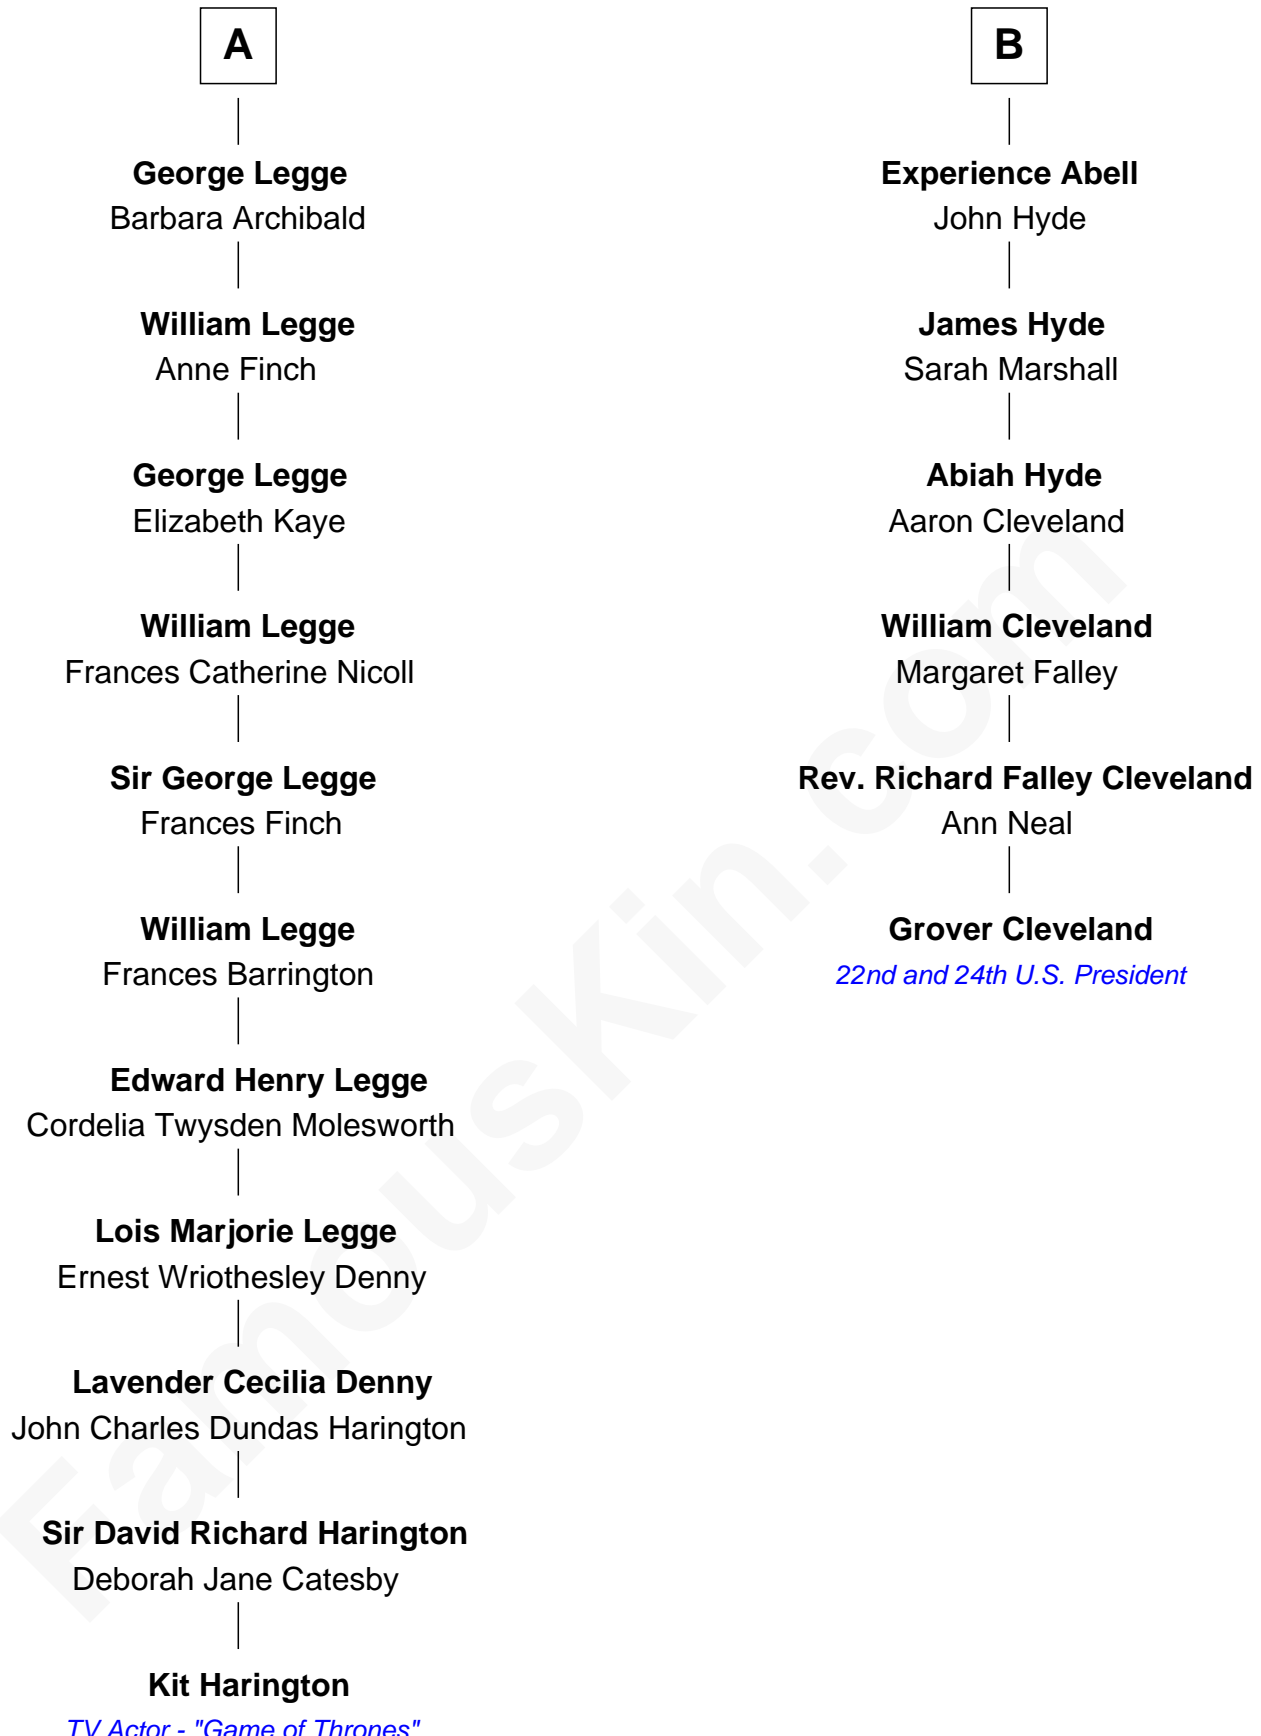 A
George Legge
Barbara Archibald
William Legge
Anne Finch
George Legge
Elizabeth Kaye
William Legge
Frances Catherine Nicoll
Sir George Legge
Frances Finch
William Legge
Frances Barrington
Edward Henry Legge
Cordelia Twysden Molesworth
Lois Marjorie Legge
Ernest Wriothesley Denny
Lavender Cecilia Denny
John Charles Dundas Harington
Sir David Richard Harington
Deborah Jane Catesby
Kit Harington
TV Actor - "Game of Thrones"
B
Experience Abell
John Hyde
James Hyde
Sarah Marshall
Abiah Hyde
Aaron Cleveland
William Cleveland
Margaret Falley
Rev. Richard Falley Cleveland
Ann Neal
Grover Cleveland
22nd and 24th U.S. President
FamousKin.com